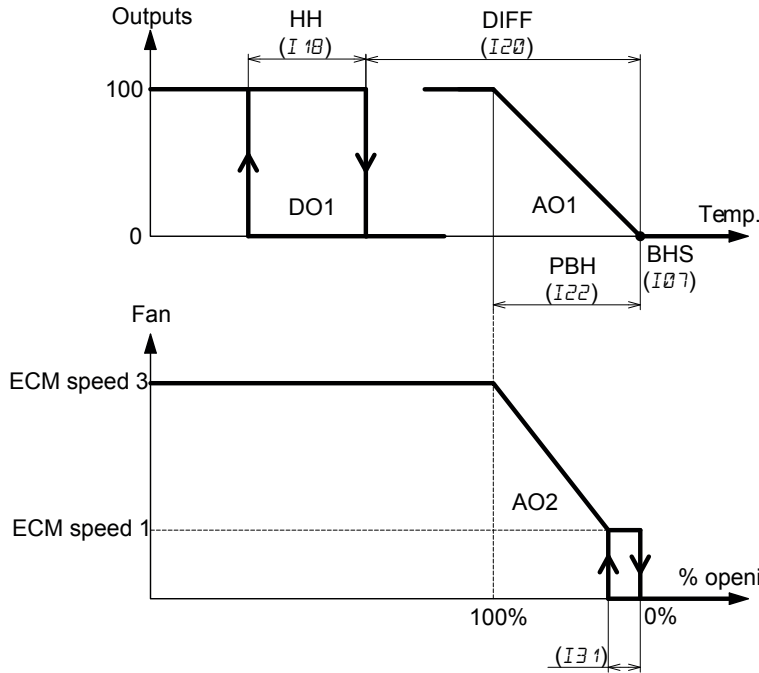 Outputs
HH
(I18)
DIFF
(I20)
100
DO1
AO1
Temp.
0
BHS
(I07)
PBH
(I22)
Fan
ECM speed 3
AO2
ECM speed 1
% openi
100%
0%
(I31)